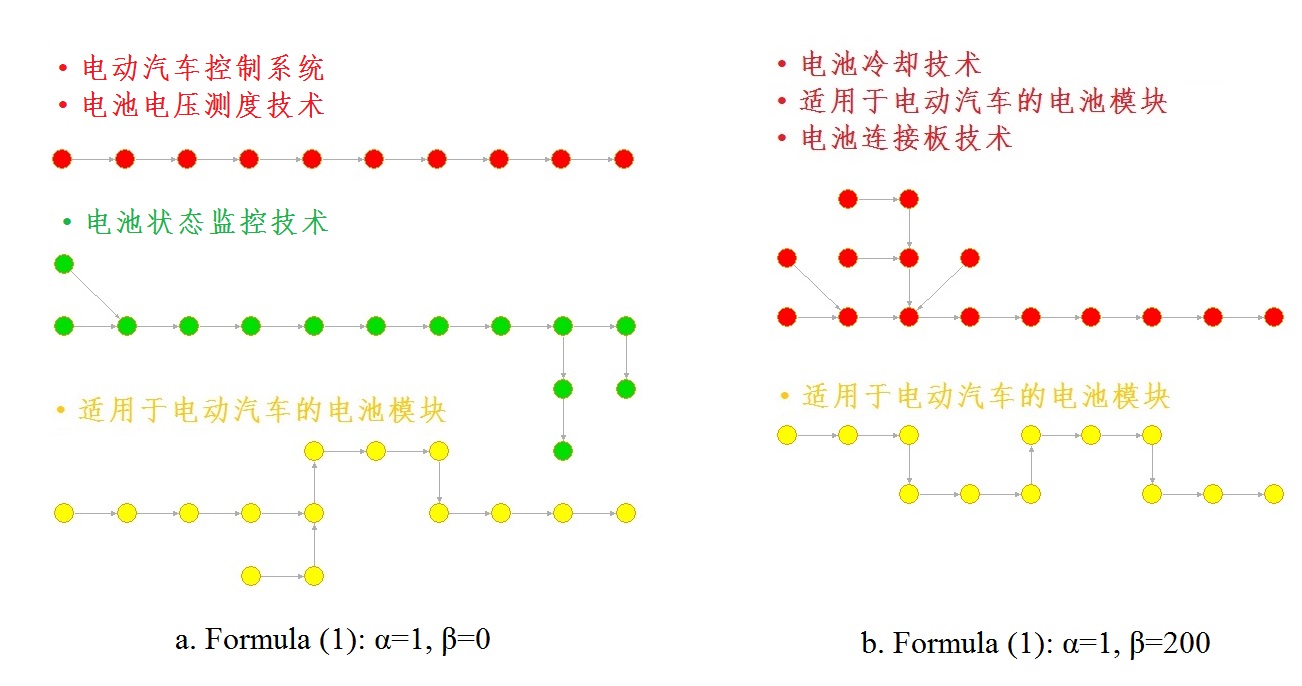 • 电动汽车控制系统
• 电池电压测度技术
• 电池状态监控技术
• 适用于电动汽车的电池模块
a. Formula (1): α=1, β=0
• 电池冷却技术
• 适用于电动汽车的电池模块
• 电池连接板技术
• 适用于电动汽车的电池模块
b. Formula (1): α=1, β=200